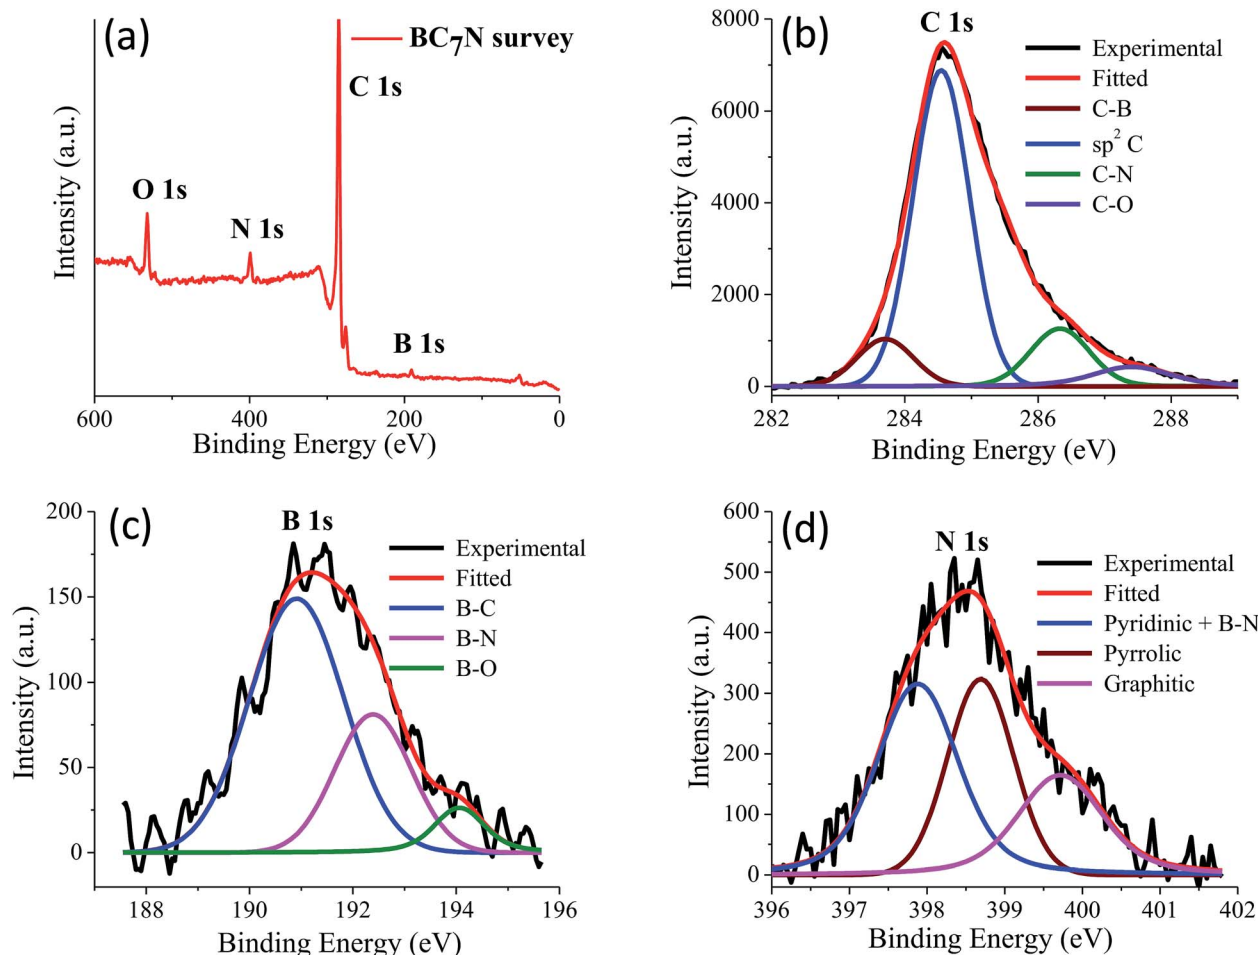 (a)
BC₇N survey
C 1s
O 1s
N 1s
B 1s
Intensity (a.u.)
600
400
200
0
Binding Energy (eV)
(b)
C 1s
Experimental
Fitted
C-B
sp² C
C-N
C-O
Intensity (a.u.)
8000
6000
4000
2000
0
282
284
286
288
Binding Energy (eV)
(c)
B 1s
Experimental
Fitted
B-C
B-N
B-O
Intensity (a.u.)
200
150
100
50
0
188
190
192
194
196
Binding Energy (eV)
(d)
N 1s
Experimental
Fitted
Pyridinic + B-N
Pyrrolic
Graphitic
Intensity (a.u.)
600
500
400
300
200
100
0
396
397
398
399
400
401
402
Binding Energy (eV)